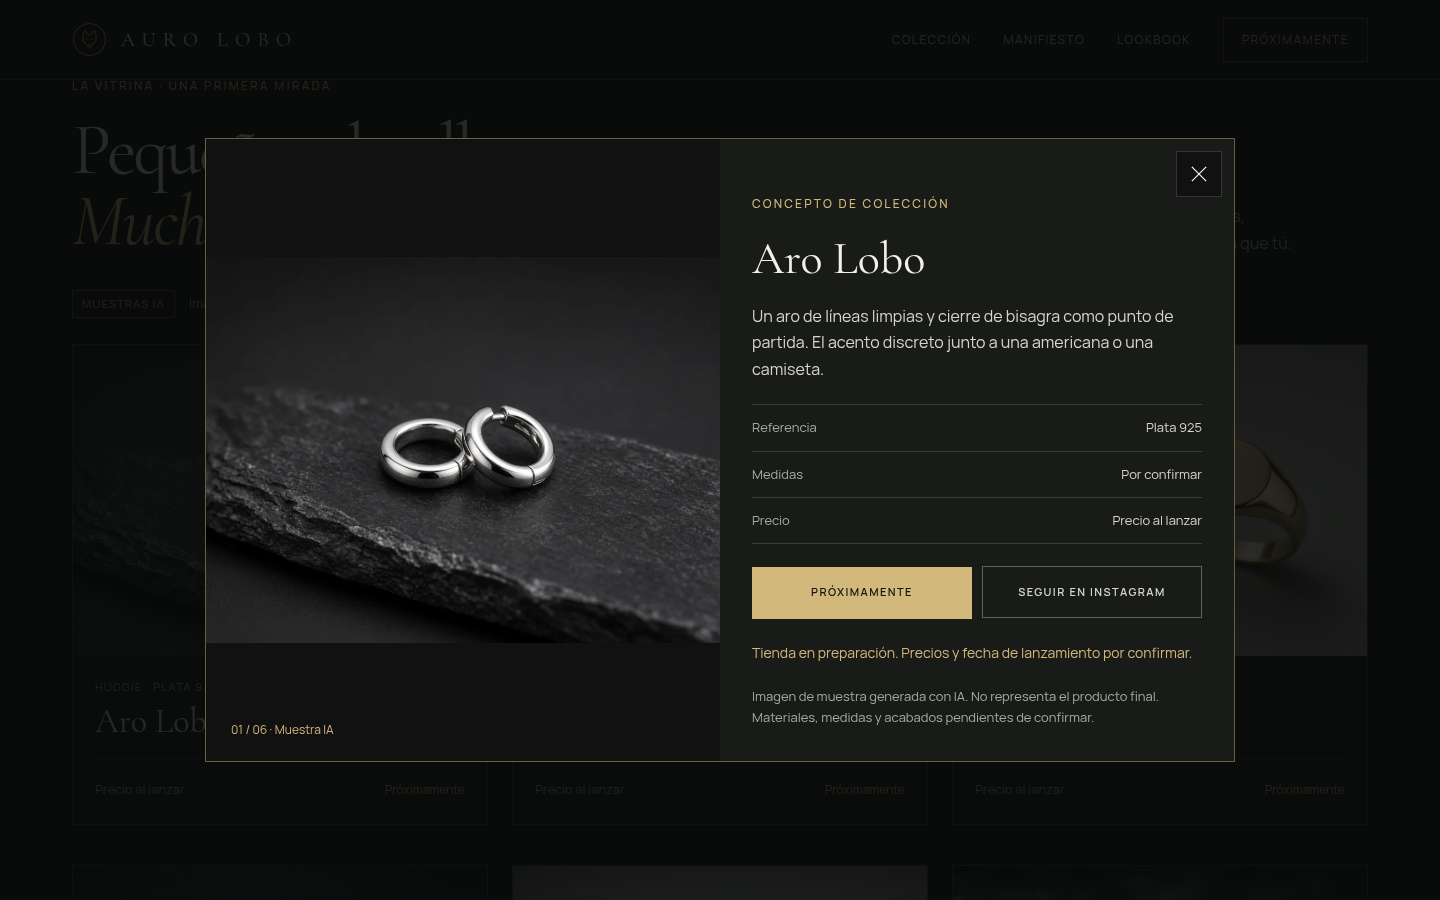 AURO LOBO
COLECCIÓN
MANIFIESTO
LOOKBOOK
PRÓXIMAMENTE
LA VITRINA · UNA PRIMERA MIRADA
MUESTRAS IA
que tú.
CONCEPTO DE COLECCIÓN
Aro Lobo
Un aro de líneas limpias y cierre de bisagra como punto de
partida. El acento discreto junto a una americana o una
camiseta.
Referencia
Plata 925
Medidas
Por confirmar
Precio
Precio al lanzar
PRÓXIMAMENTE
SEGUIR EN INSTAGRAM
Tienda en preparación. Precios y fecha de lanzamiento por confirmar.
Imagen de muestra generada con IA. No representa el producto final.
Materiales, medidas y acabados pendientes de confirmar.
01 / 06 · Muestra IA
HUGGIE · PLATA
Aro
Precio al lanzar
Próximamente
Precio al lanzar
Próximamente
Precio al lanzar
Próximamente